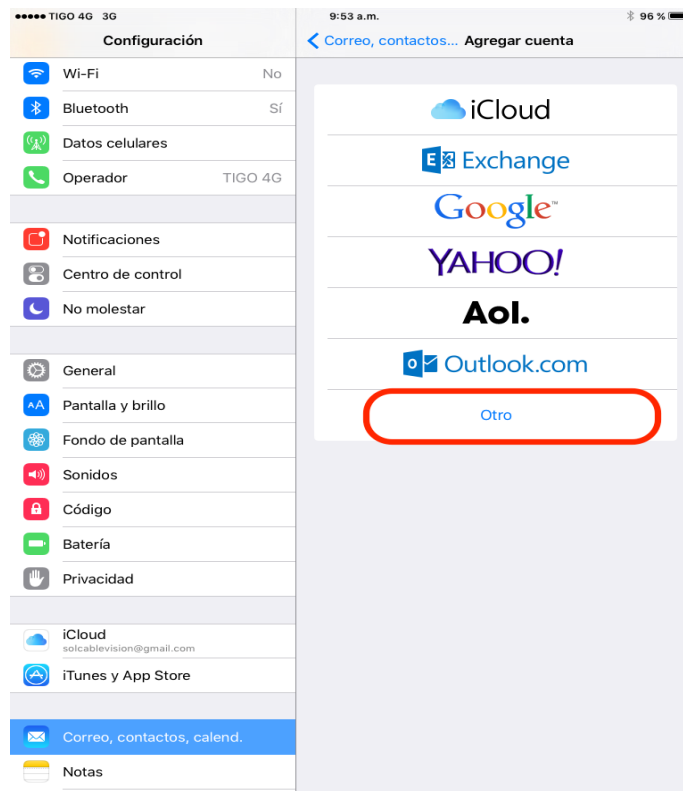 TIGO 4G 3G
9:53 a.m.
96 %
Configuración
Correo, contactos... Agregar cuenta
Wi-Fi No
Bluetooth Sí
Datos celulares
Operador TIGO 4G
Notificaciones
Centro de control
No molestar
General
AA Pantalla y brillo
Fondo de pantalla
Sonidos
Código
Batería
Privacidad
iCloud
solcablevision@gmail.com
iTunes y App Store
Correo, contactos, calend.
Notas
iCloud
E Exchange
Google™
YAHOO!
Aol.
o Outlook.com
Otro